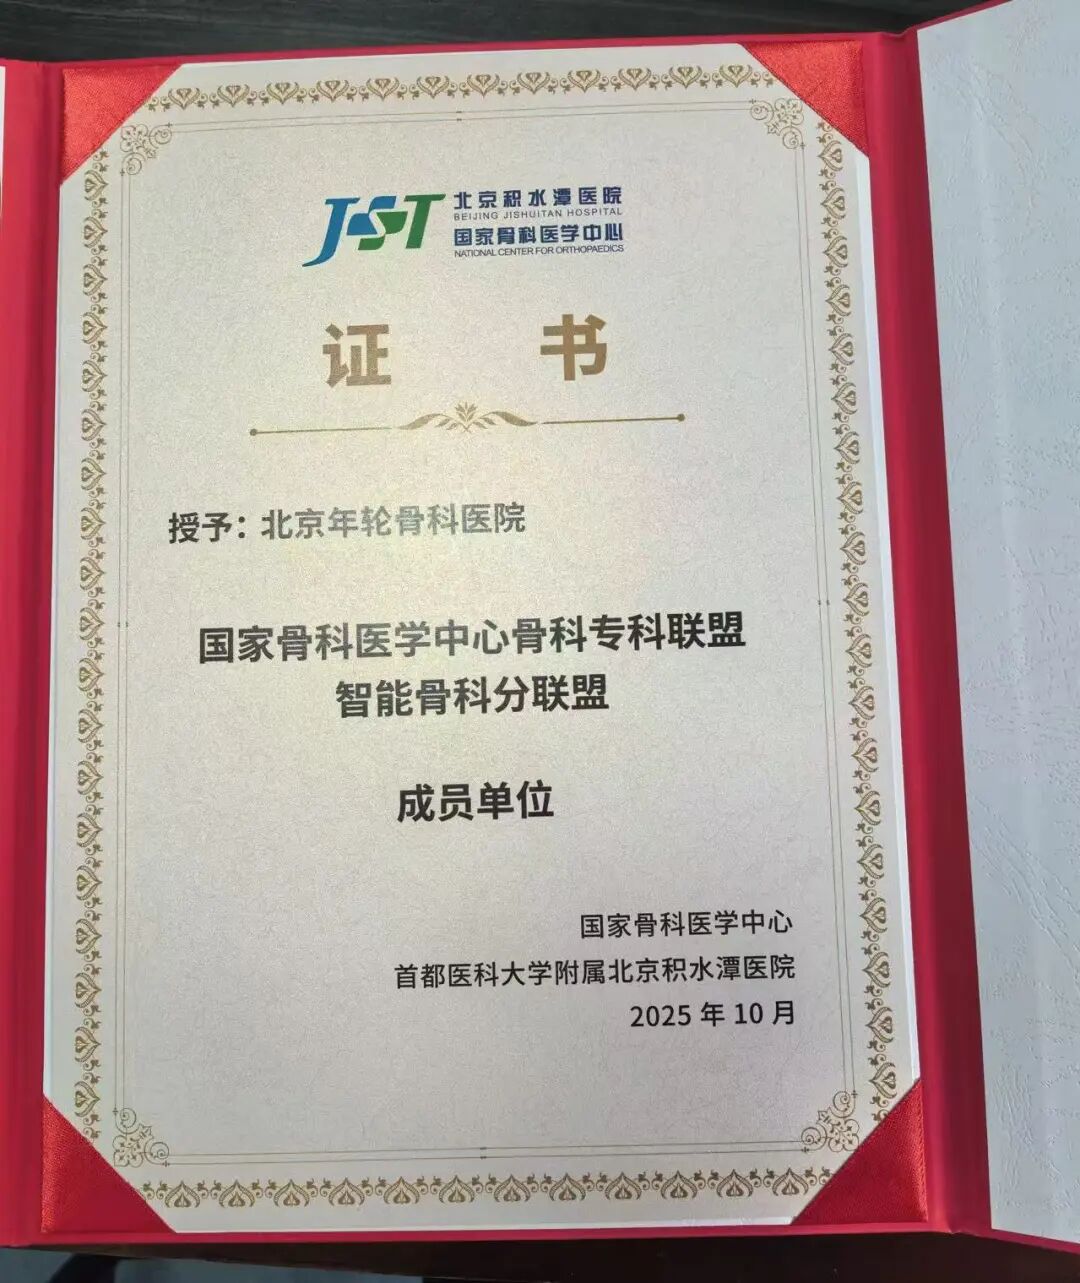 JST
北京积水潭医院
BEIJING JISHUITAN HOSPITAL
国家骨科医学中心
NATIONAL CENTER FOR ORTHOPAEDICS
证 书
授予：北京年轮骨科医院
国家骨科医学中心骨科专科联盟
智能骨科分联盟
成员单位
国家骨科医学中心
首都医科大学附属北京积水潭医院
2025 年 10 月